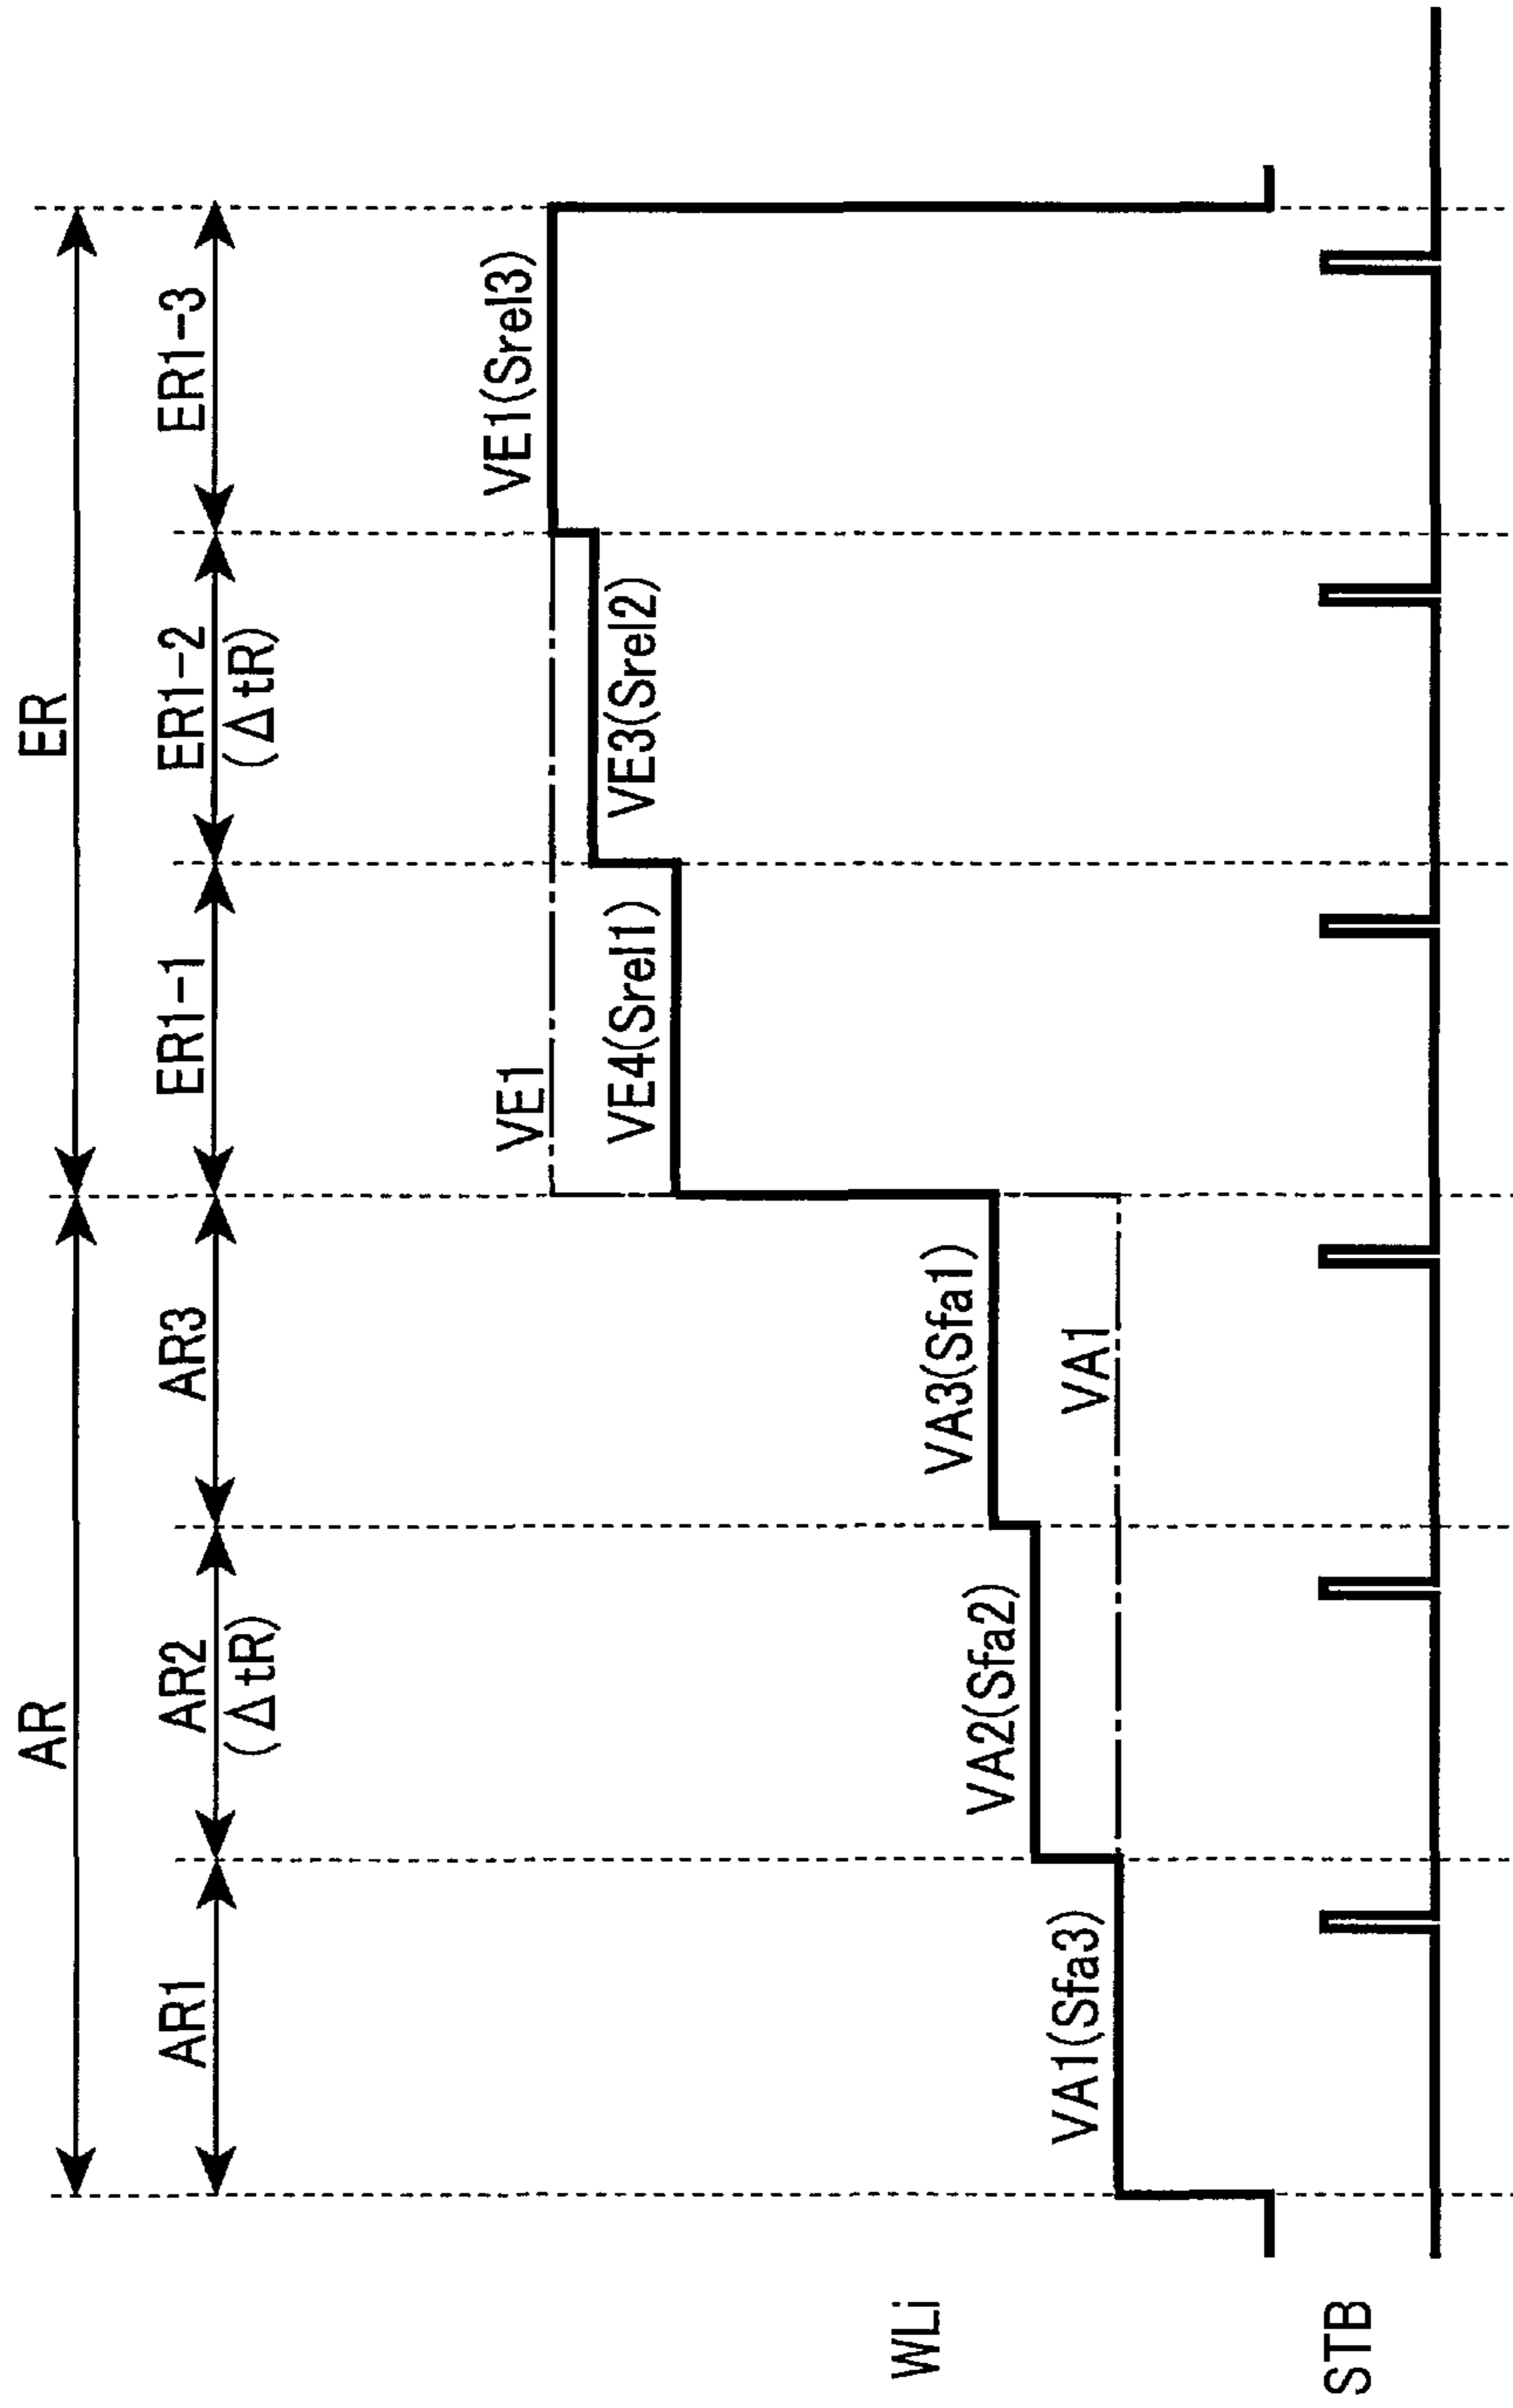 AR
ER
AR1
AR2
(ΔtR)
AR3
ER1-1
ER1-2
(ΔtR)
ER1-3
VE1
VE1(Srel3)
VE4(Srel1)
VE3(Srel2)
WLi
VA3(Sfa1)
VA2(Sfa2)
VA1(Sfa3)
VA1
STB